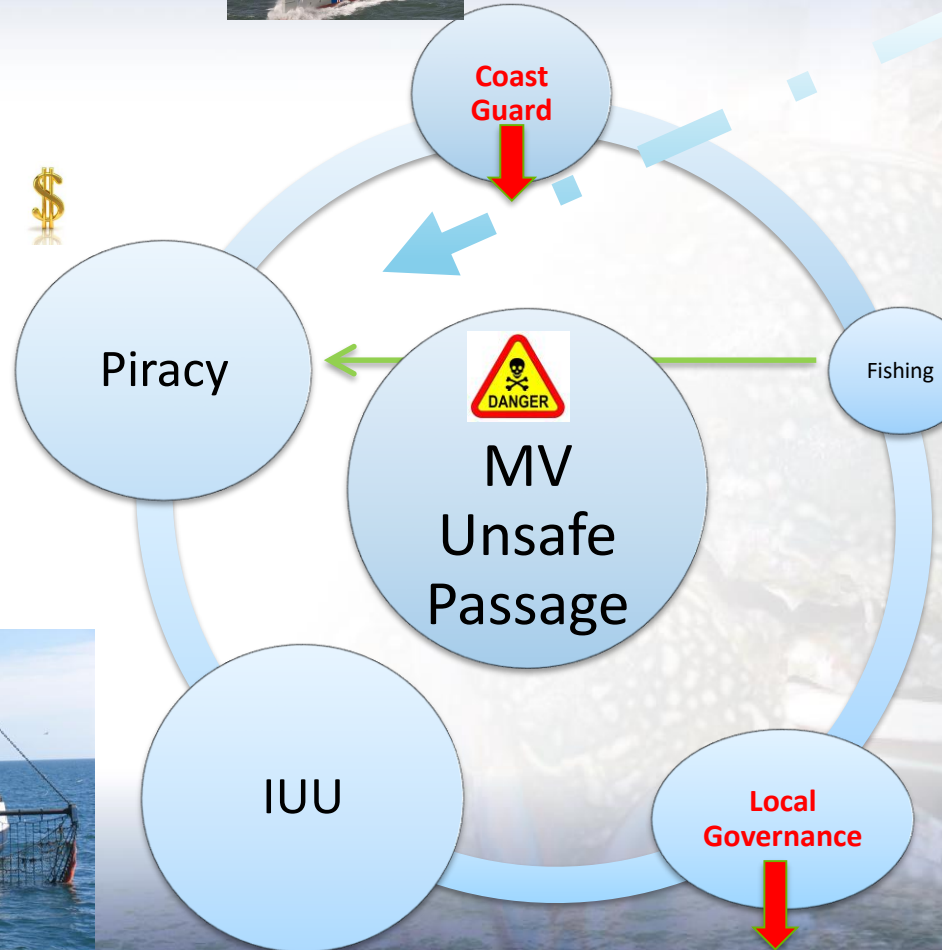 Coast
Guard
$
Piracy
DANGER
Fishing
MV
Unsafe
Passage
IUU
Local
Governance